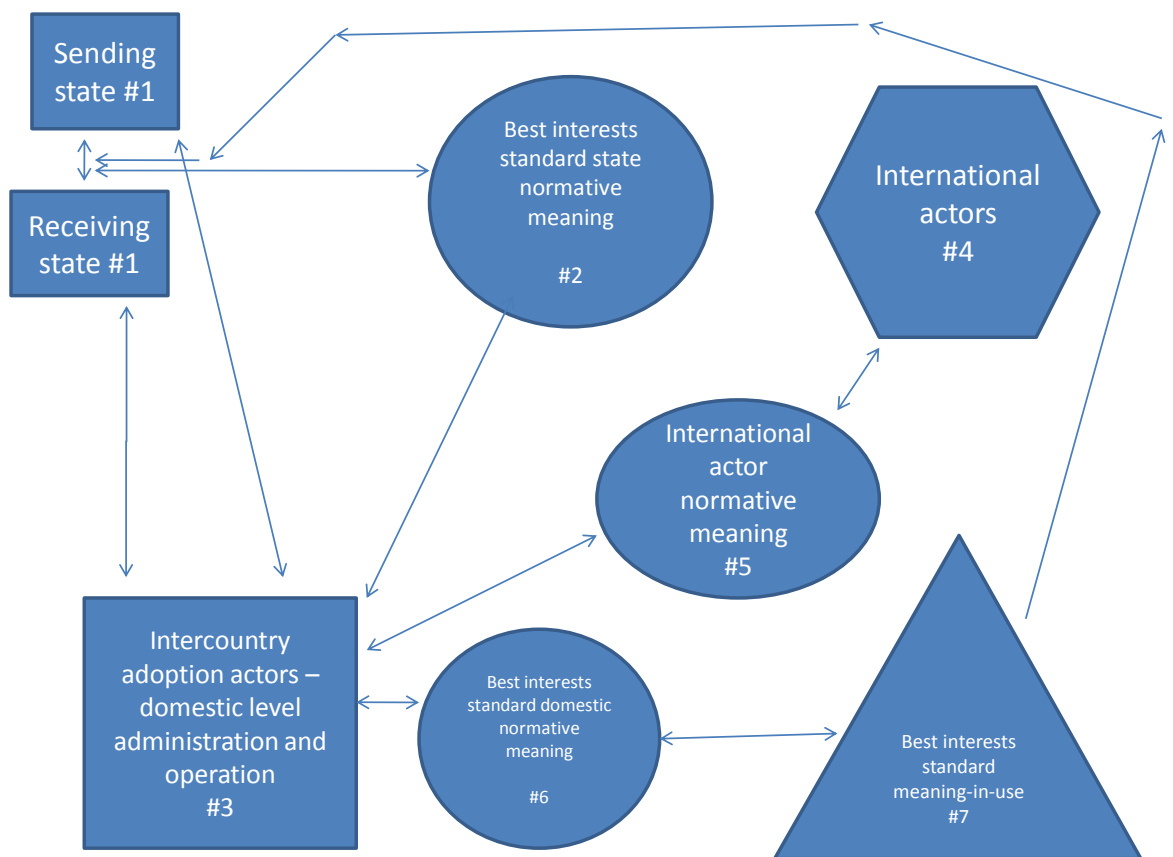 Sending
state #1
Receiving
state #1
Best interests
standard state
normative
meaning
#2
International
actors
#4
International
actor
normative
meaning
#5
Intercountry
adoption actors –
domestic level
administration and
operation
#3
Best interests
standard domestic
normative
meaning
#6
Best interests
standard
meaning-in-use
#7